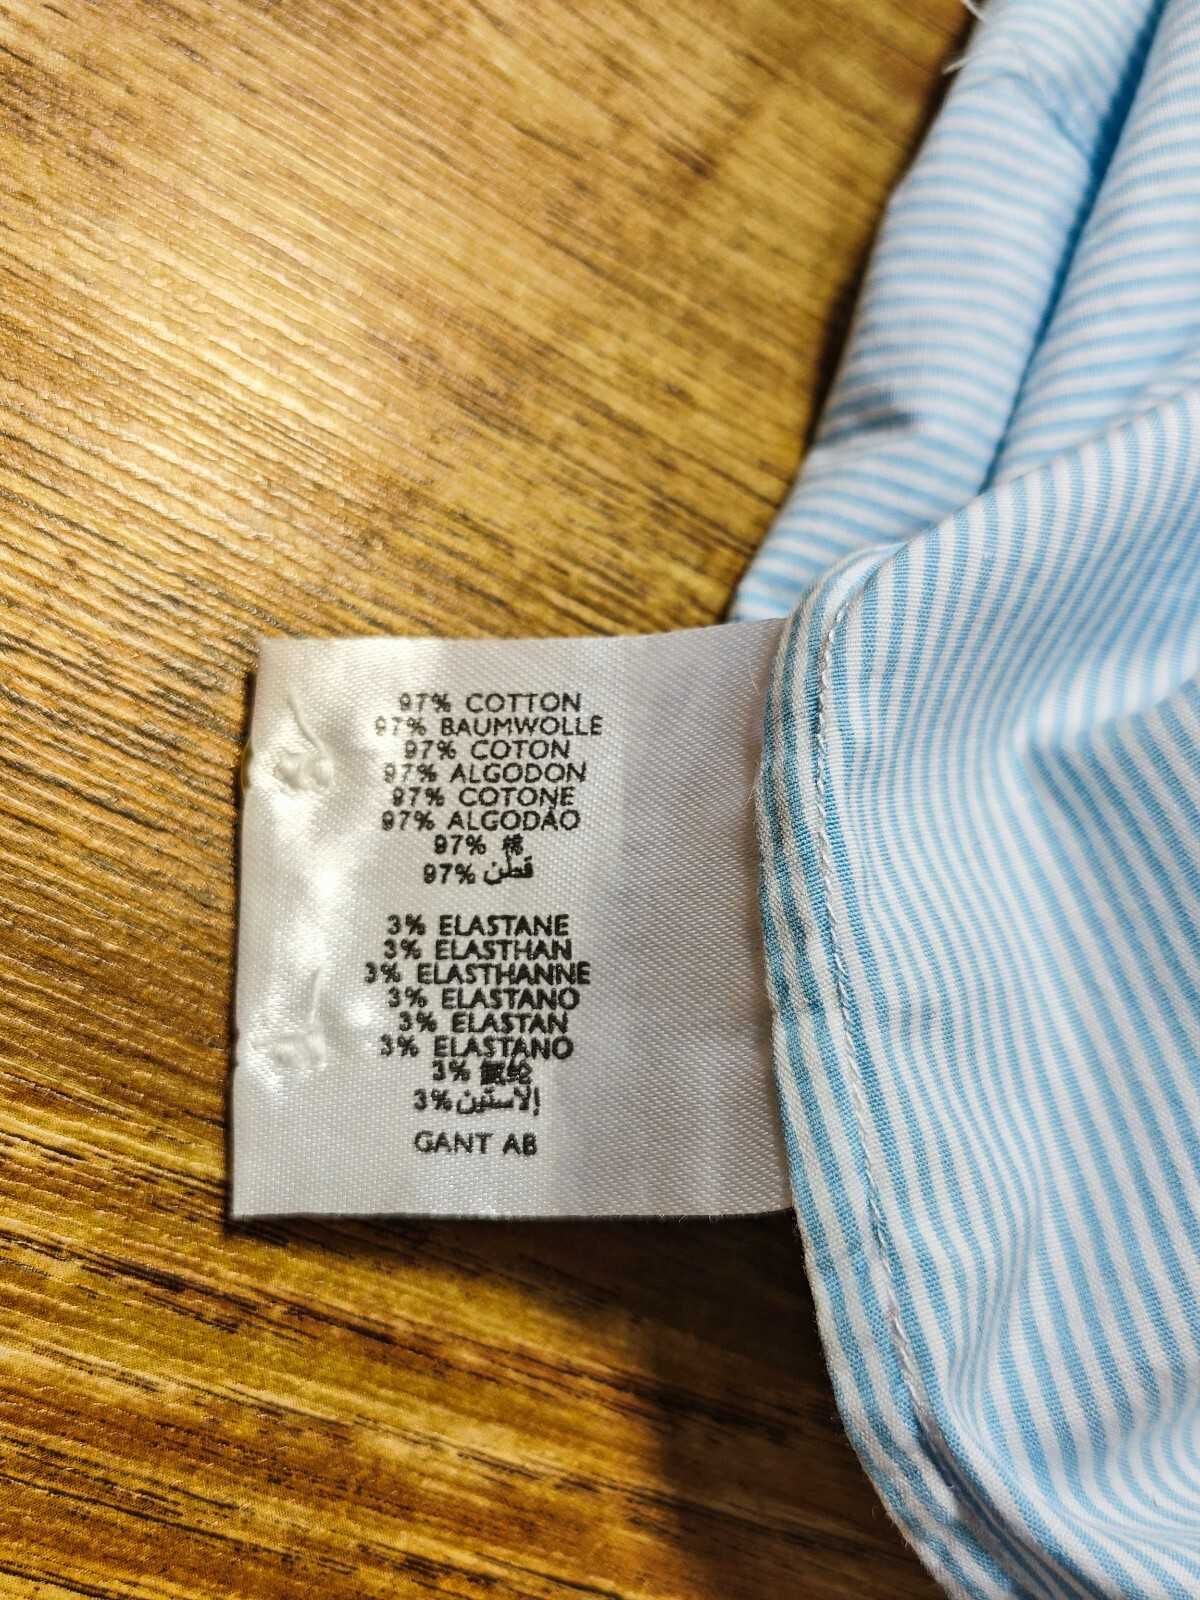 97% COTTON
97% BAUMWOLLE
97% COTON
97% ALGODON
97% COTONE
97% ALGODÃO
97% 棉
97% قطن
3% ELASTANE
3% ELASTHAN
3% ELASTHANNE
3% ELASTANO
3% ELASTAN
3% ELASTANO
3% 氨纶
3% إلاستين
GANT AB